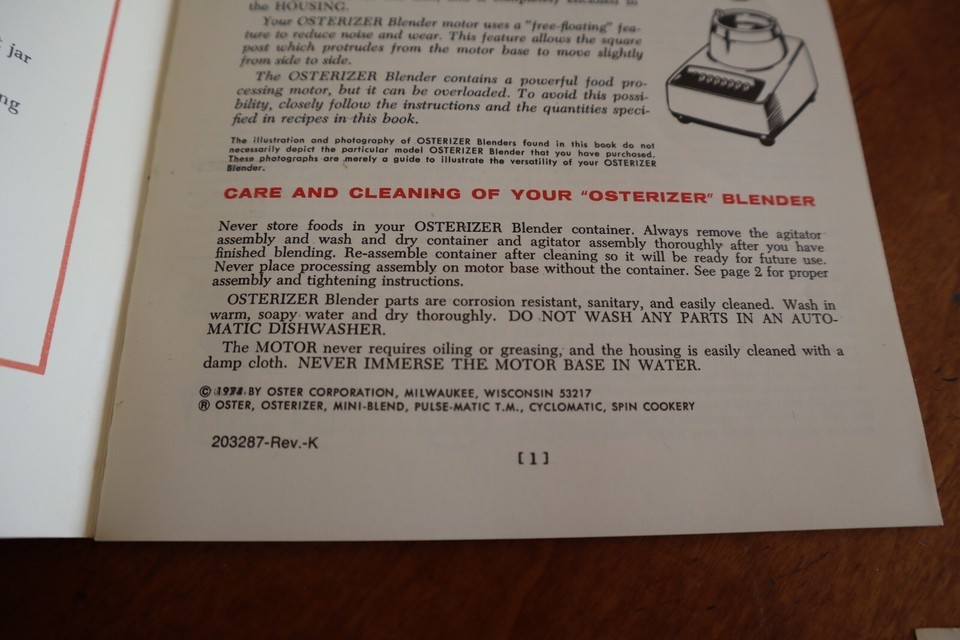 jar
ng
the HOUSING.
Your OSTERIZER Blender motor uses a "free-floating" fea-
ture to reduce noise and wear. This feature allows the square
post which protrudes from the motor base to move slightly
from side to side.
The OSTERIZER Blender contains a powerful food pro-
cessing motor, but it can be overloaded. To avoid this possi-
bility, closely follow the instructions and the quantities speci-
fied in recipes in this book.
The illustration and photography of OSTERIZER Blenders found in this book do not
necessarily depict the particular model OSTERIZER Blender that you have purchased.
These photographs are merely a guide to illustrate the versatility of your OSTERIZER
Blender.
CARE AND CLEANING OF YOUR "OSTERIZER" BLENDER
Never store foods in your OSTERIZER Blender container. Always remove the agitator
assembly and wash and dry container and agitator assembly thoroughly after you have
finished blending. Re-assemble container after cleaning so it will be ready for future use.
Never place processing assembly on motor base without the container. See page 2 for proper
assembly and tightening instructions.
OSTERIZER Blender parts are corrosion resistant, sanitary, and easily cleaned. Wash in
warm, soapy water and dry thoroughly. DO NOT WASH ANY PARTS IN AN AUTO-
MATIC DISHWASHER.
The MOTOR never requires oiling or greasing, and the housing is easily cleaned with a
damp cloth. NEVER IMMERSE THE MOTOR BASE IN WATER.
© BY OSTER CORPORATION, MILWAUKEE, WISCONSIN 53217
® OSTER, OSTERIZER, MINI-BLEND, PULSE-MATIC T.M., CYCLOMATIC, SPIN COOKERY
203287-Rev.-K
[1]